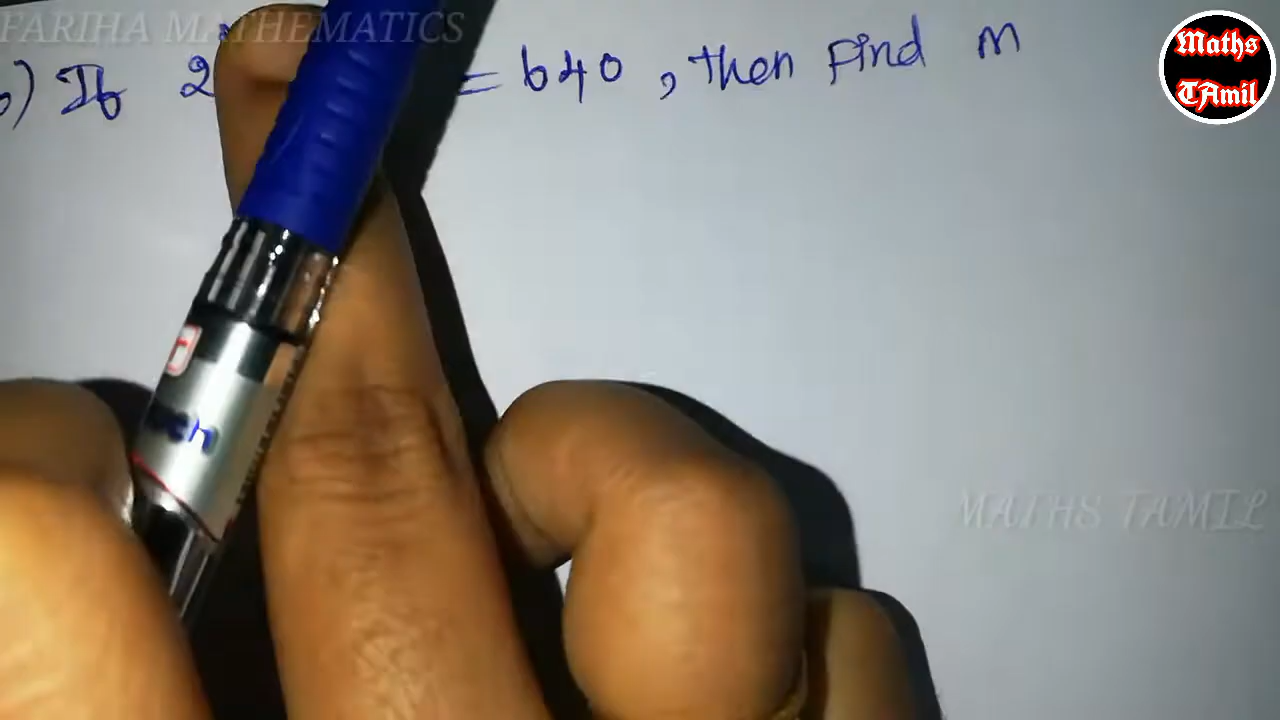 FARIHA MATHEMATICS
) If 2 = 640 , then Find m
Maths
TAmil
MATHS TAMIL